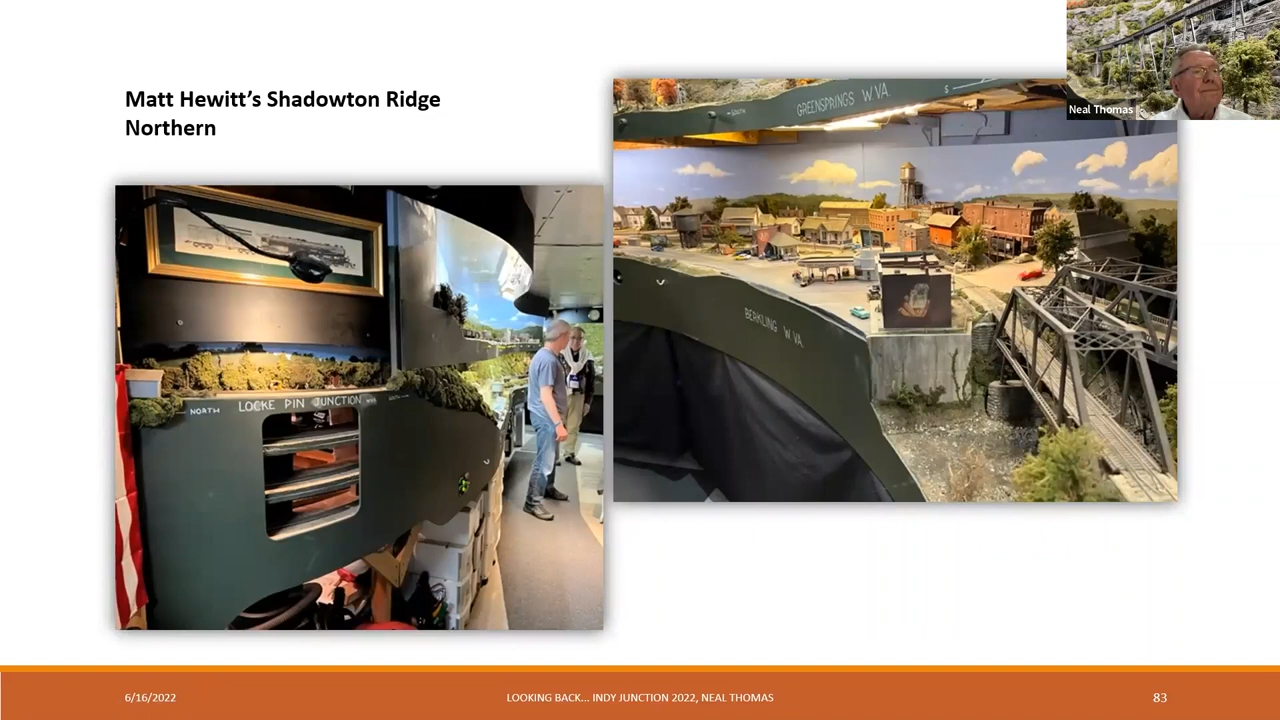 Matt Hewitt's Shadowton Ridge
Northern
Neal Thomas
SOUTH
GREENSPRINGS W.VA.
S
BERKLING W.VA.
NORTH
LOCKE PIN JUNCTION
6/16/2022
LOOKING BACK... INDY JUNCTION 2022, NEAL THOMAS
83